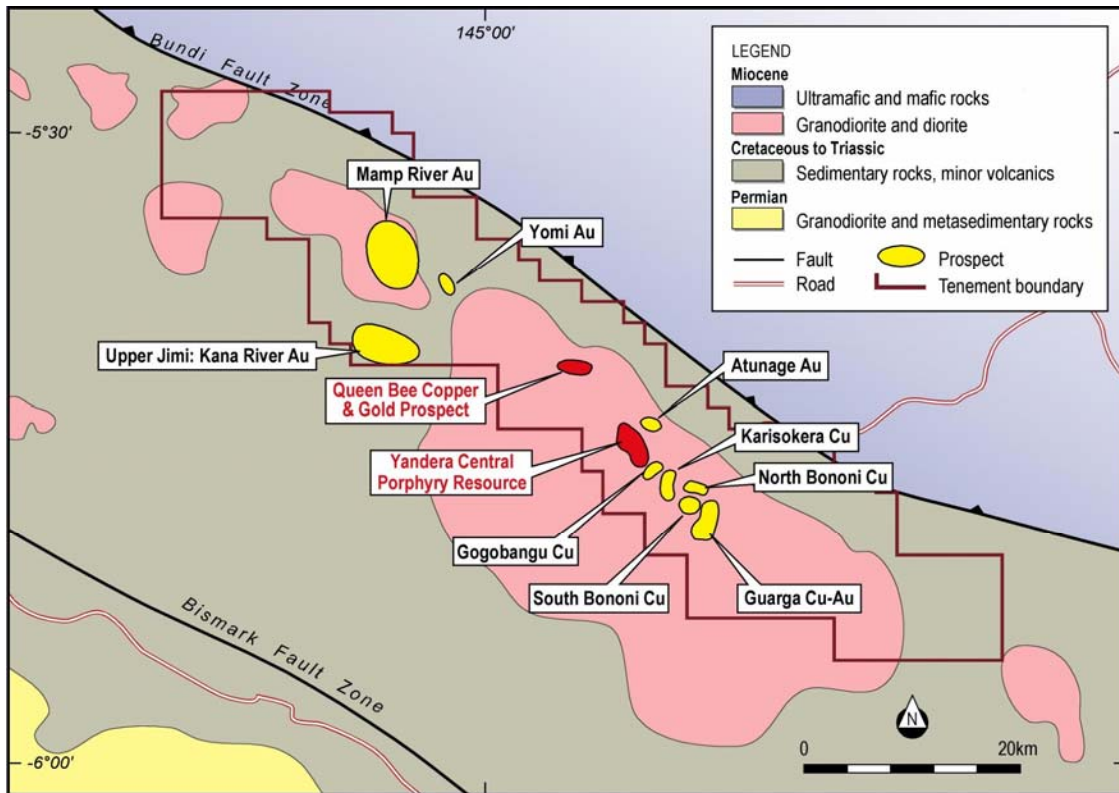 145°00'
Bundi Fault Zone
-5°30'
LEGEND
Miocene
Ultramafic and mafic rocks
Granodiorite and diorite
Cretaceous to Triassic
Sedimentary rocks, minor volcanics
Permian
Granodiorite and metasedimentary rocks
Fault
Prospect
Road
Tenement boundary
Mamp River Au
Yomi Au
Upper Jimi: Kana River Au
Queen Bee Copper
& Gold Prospect
Atunage Au
Karisokera Cu
Yandera Central
Porphyry Resource
North Bononi Cu
Gogobangu Cu
South Bononi Cu
Guarga Cu-Au
Bismark Fault Zone
N
0
20km
-6°00'